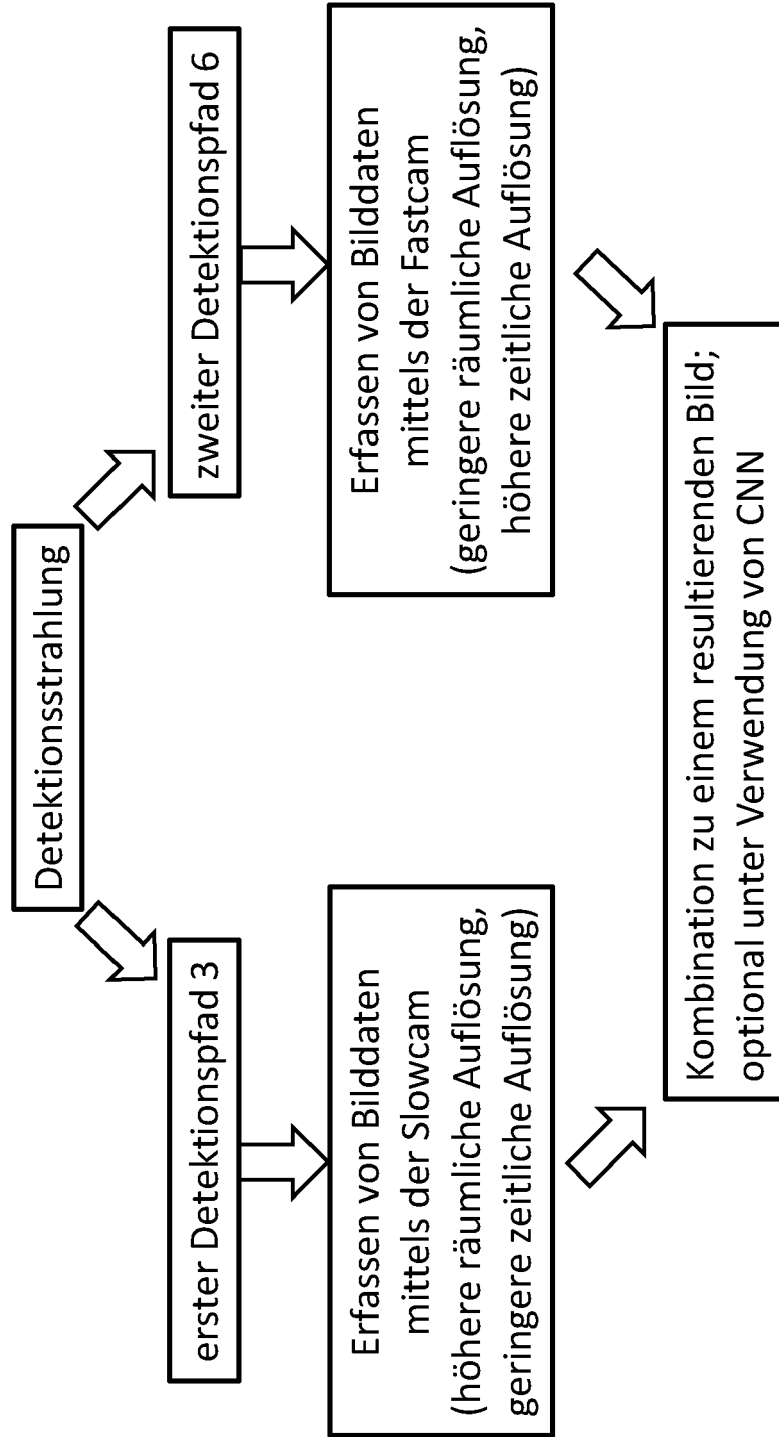 Detektionsstrahlung
erster Detektionspfad 3
zweiter Detektionspfad 6
Erfassen von Bilddaten
mittels der Slowcam
(höhere räumliche Auflösung,
geringere zeitliche Auflösung)
Erfassen von Bilddaten
mittels der Fastcam
(geringere räumliche Auflösung,
höhere zeitliche Auflösung)
Kombination zu einem resultierenden Bild;
optional unter Verwendung von CNN